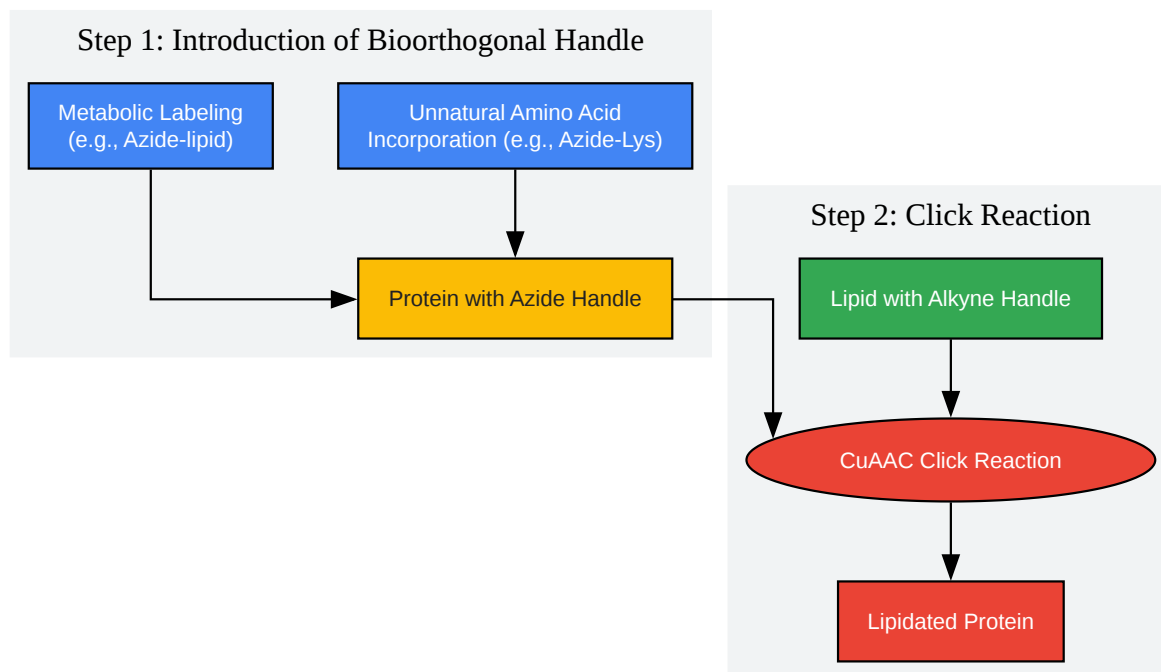 Step 1: Introduction of Bioorthogonal Handle
Metabolic Labeling
(e.g., Azide-lipid)
Unnatural Amino Acid
Incorporation (e.g., Azide-Lys)
Protein with Azide Handle
Step 2: Click Reaction
Lipid with Alkyne Handle
CuAAC Click Reaction
Lipidated Protein